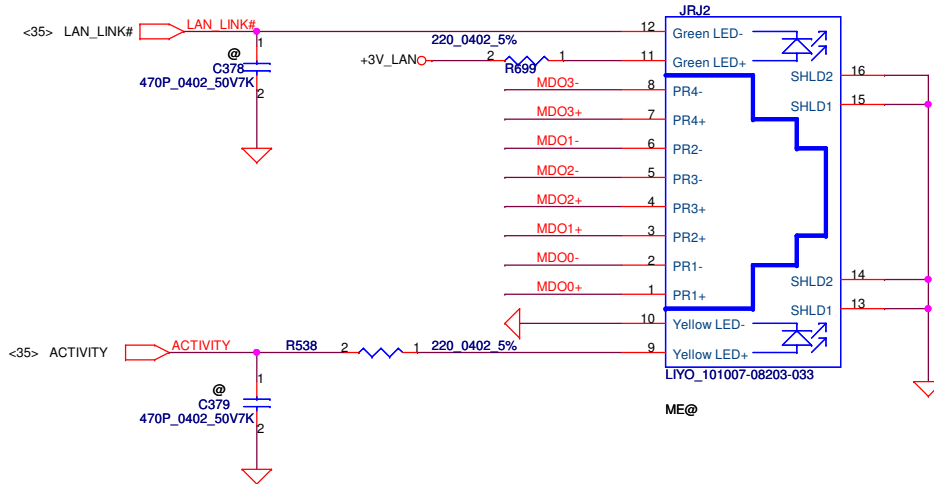 JRJ2
<35> LAN_LINK#
LAN_LINK#
12
Green LED-
1
@
C378
470P_0402_50V7K
2
220_0402_5%
+3V_LAN
2
R699
1
11
Green LED+
SHLD2
16
MDO3-
8
PR4-
SHLD1
15
MDO3+
7
PR4+
MDO1-
6
PR2-
MDO2-
5
PR3-
MDO2+
4
PR3+
MDO1+
3
PR2+
MDO0-
2
PR1-
SHLD2
14
MDO0+
1
PR1+
SHLD1
13
10
Yellow LED-
<35> ACTIVITY
ACTIVITY
R538
2
1
220_0402_5%
9
Yellow LED+
LIYO_101007-08203-033
1
@
C379
470P_0402_50V7K
2
ME@